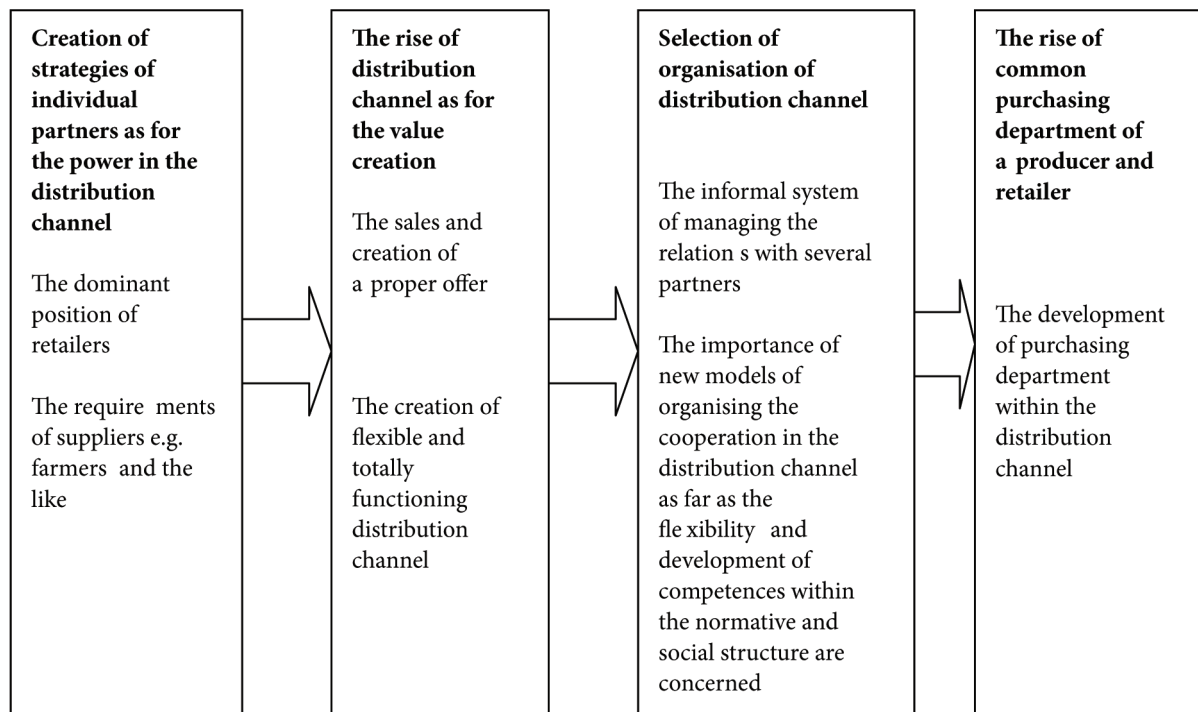 Creation of
strategies of
individual
partners as for
the power in the
distribution
channel
The dominant
position of
retailers
The require ments
of suppliers e.g.
farmers and the
like
The rise of
distribution
channel as for
the value
creation
The sales and
creation of
a proper offer
The creation of
flexible and
totally
functioning
distribution
channel
Selection of
organisation of
distribution channel
The informal system
of managing the
relation s with several
partners
The importance of
new models of
organising the
cooperation in the
distribution channel
as far as the
fle xibility and
development of
competences within
the normative and
social structure are
concerned
The rise of
common
purchasing
department of
a producer and
retailer
The development
of purchasing
department
within the
distribution
channel